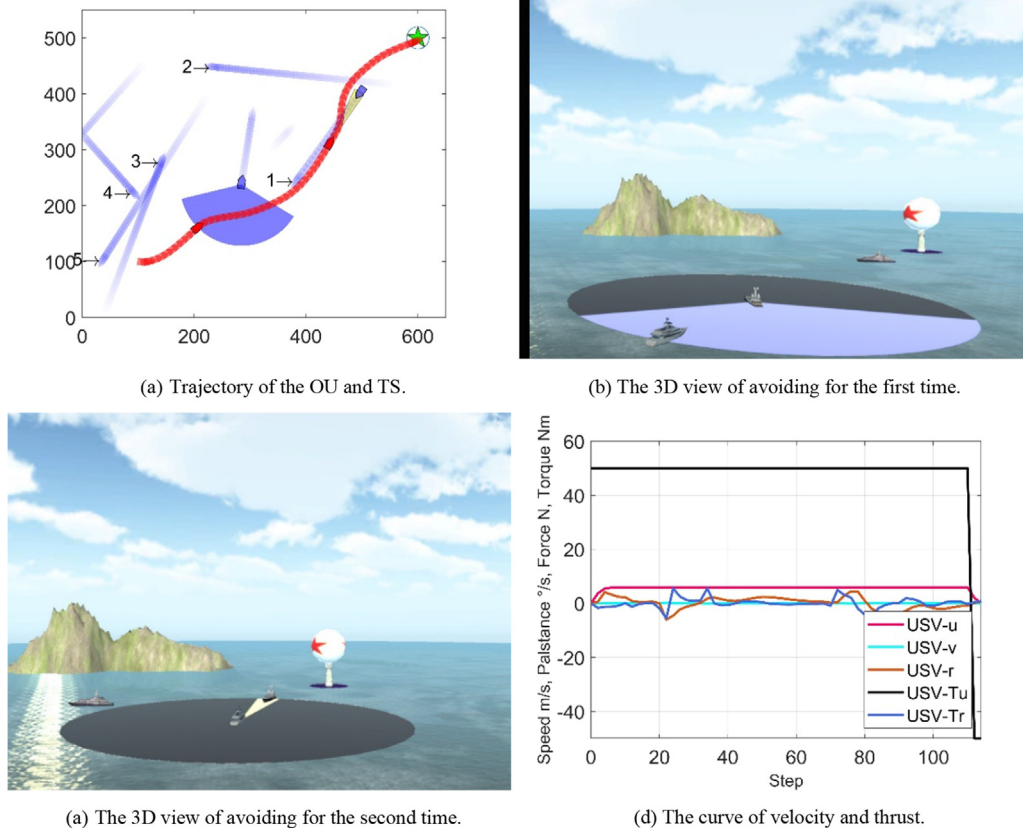 500
400
300
200
100
0
0 200 400 600
2→
3→
4→
1→
5→
(a) Trajectory of the OU and TS.
(b) The 3D view of avoiding for the first time.
(a) The 3D view of avoiding for the second time.
Speed m/s, Palstance °/s, Force N, Torque Nm
60
40
20
0
-20
-40
0 20 40 60 80 100
Step
USV-u
USV-v
USV-r
USV-Tu
USV-Tr
(d) The curve of velocity and thrust.